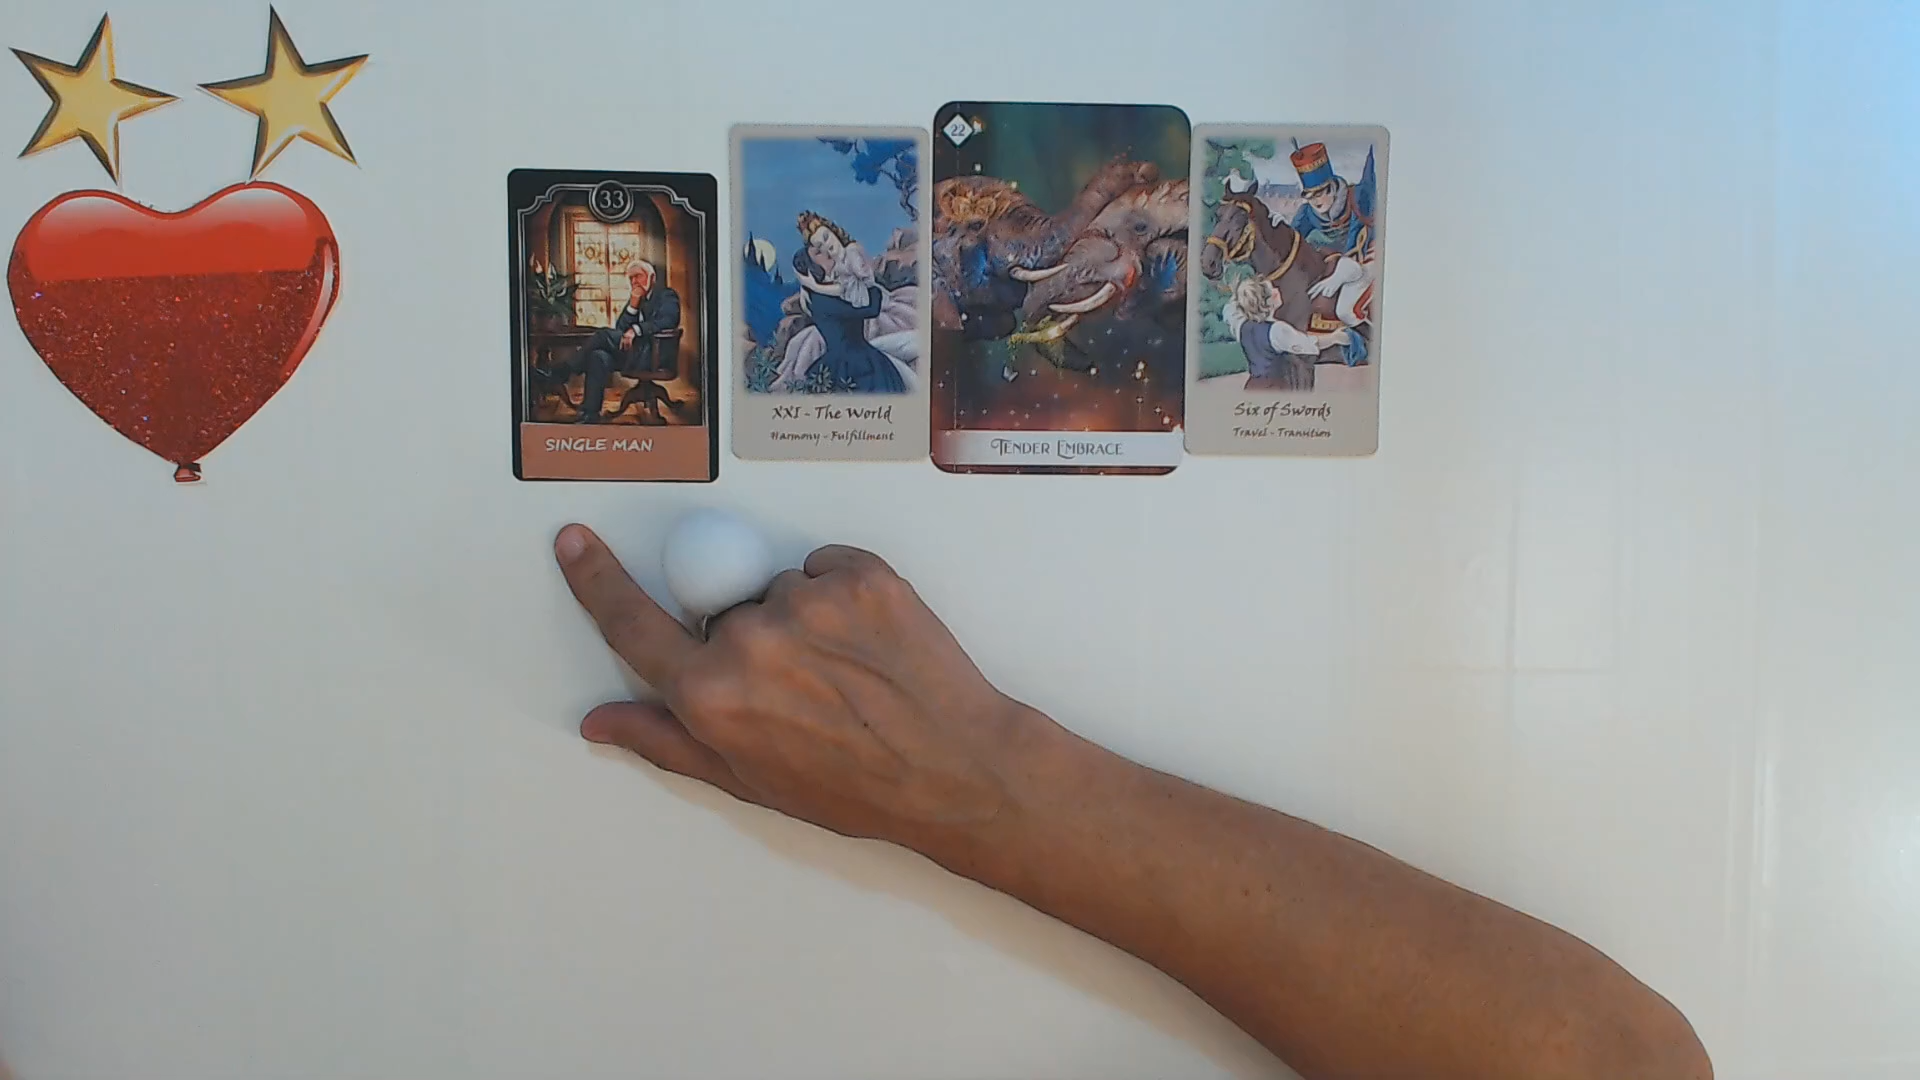 33
SINGLE MAN
XXI - The World
Harmony - Fulfillment
22
TENDER EMBRACE
Six of Swords
Travel - Transition